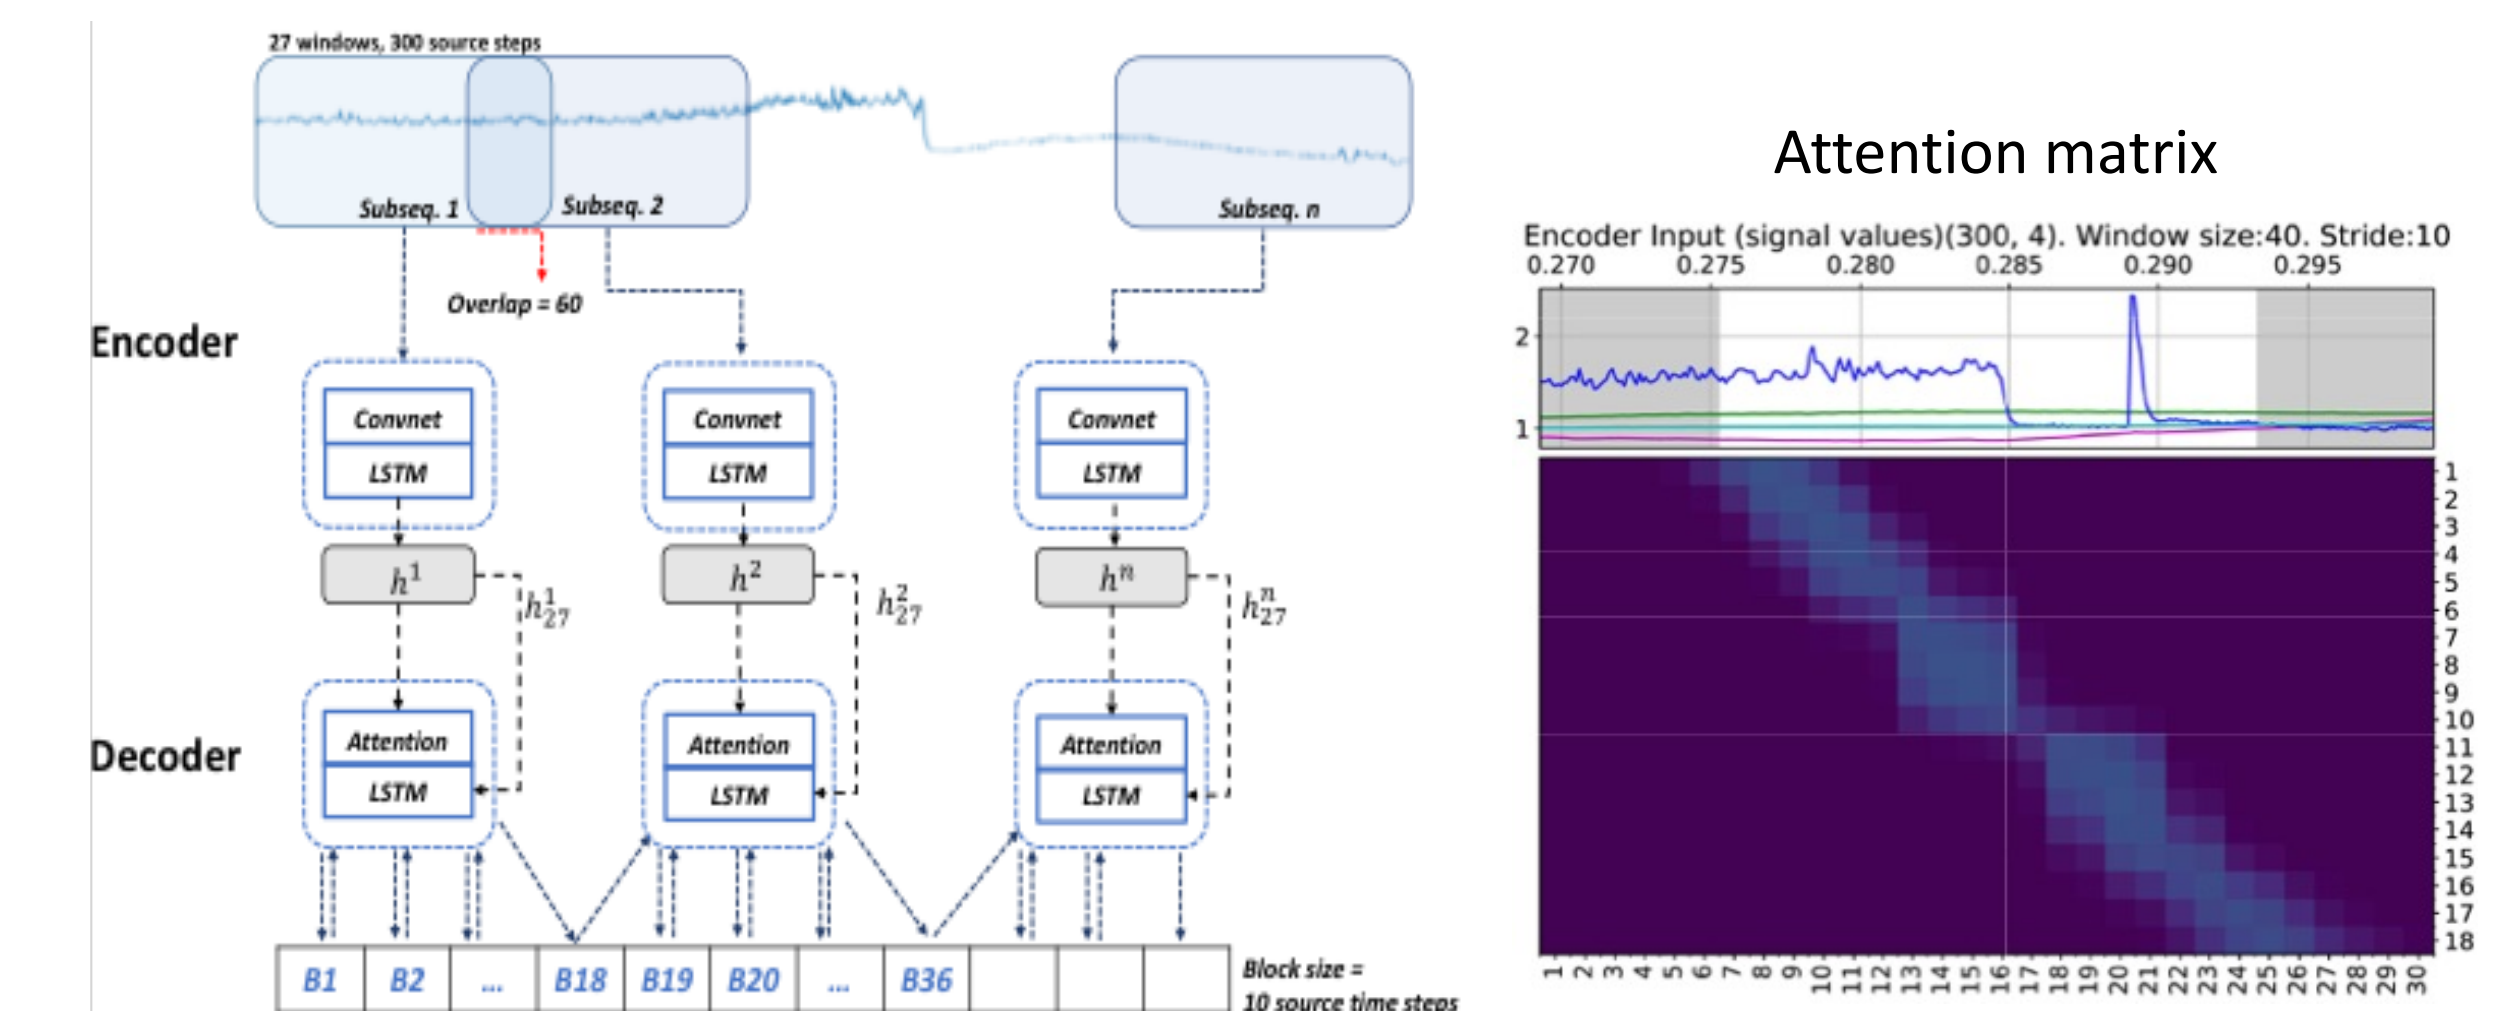 27 windows, 300 source steps
Subseq. 1
Subseq. 2
Subseq. n
Overlap = 60
Encoder
Convnet
LSTM
Convnet
LSTM
Convnet
LSTM
h¹
h²
hⁿ
h¹₂₇
h²₂₇
hⁿ₂₇
Decoder
Attention
LSTM
Attention
LSTM
Attention
LSTM
B1 B2 ... B18 B19 B20 ... B36
Block size =
10 source time steps
Attention matrix
Encoder Input (signal values)(300, 4). Window size:40. Stride:10
0.270 0.275 0.280 0.285 0.290 0.295
2
1
1
2
3
4
5
6
7
8
9
10
11
12
13
14
15
16
17
18
1 2 3 4 5 6 7 8 9 10 11 12 13 14 15 16 17 18 19 20 21 22 23 24 25 26 27 28 29 30